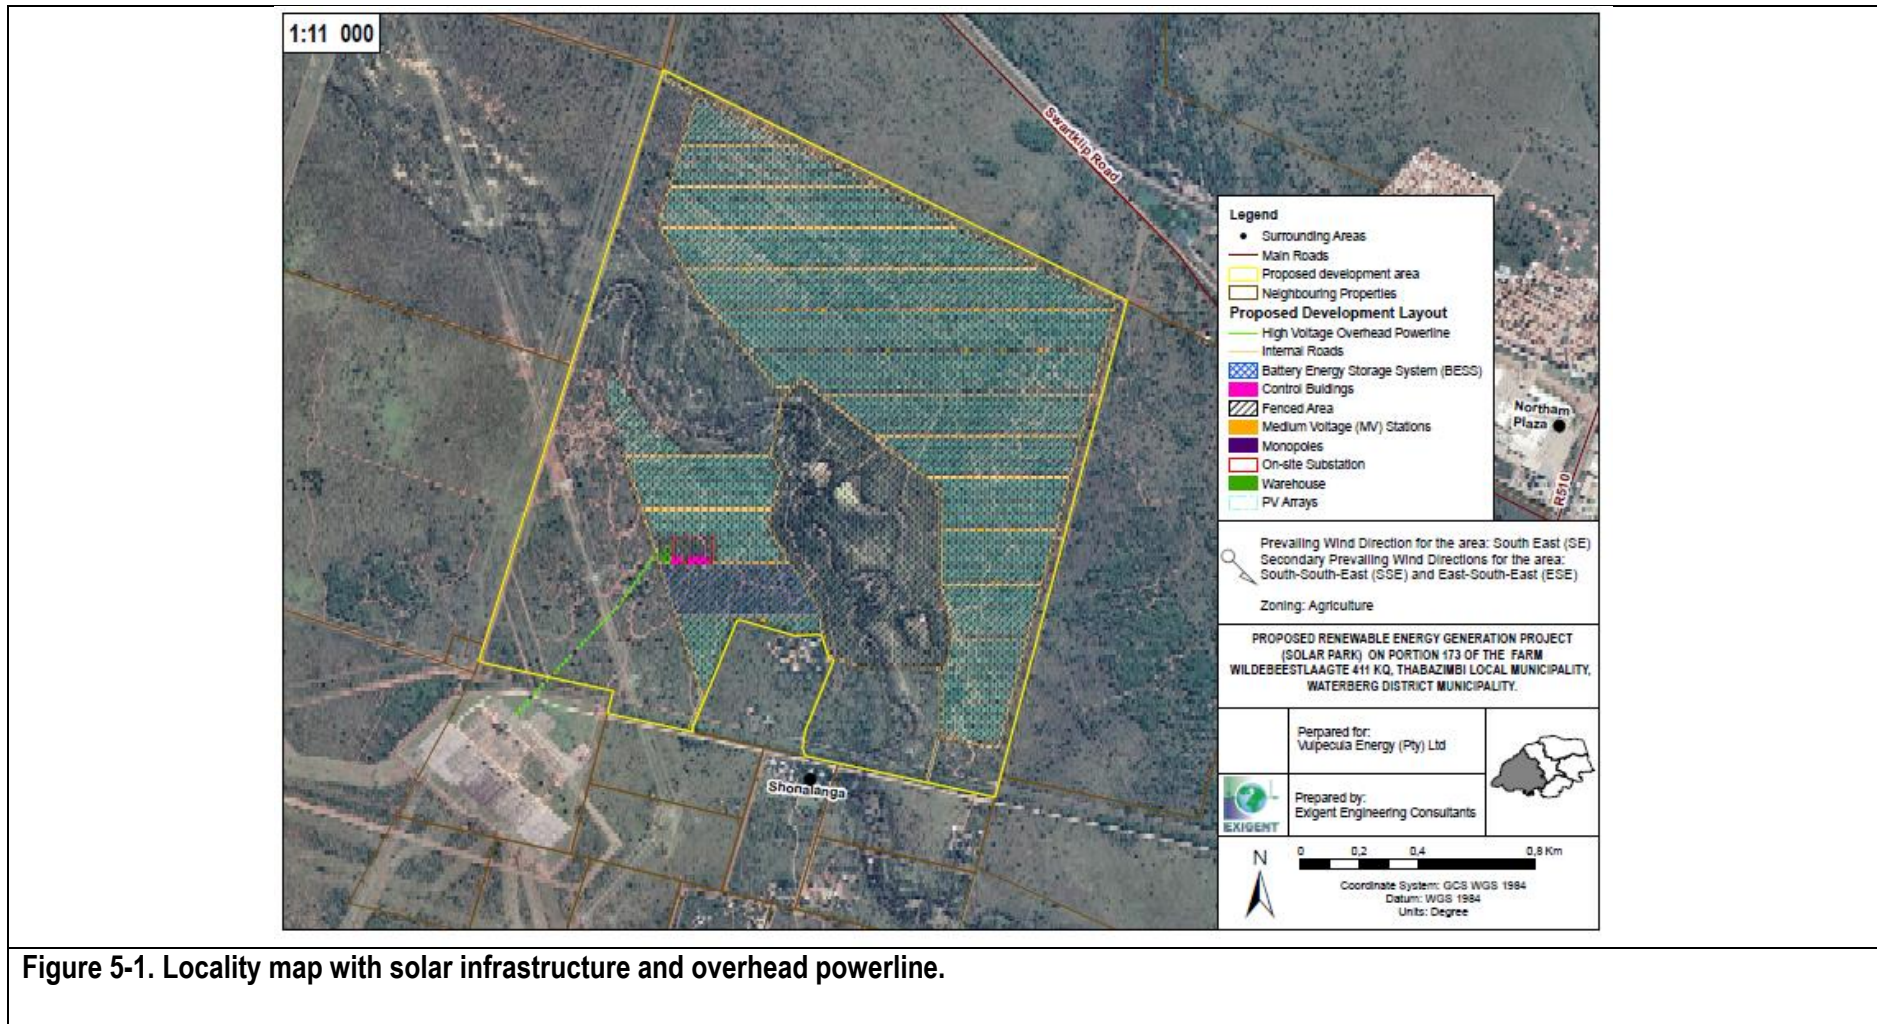 1:11 000
Swartklip Road
Legend
Surrounding Areas
Main Roads
Proposed development area
Neighbouring Properties
Proposed Development Layout
High Voltage Overhead Powerline
Internal Roads
Battery Energy Storage System (BESS)
Control Buildings
Fenced Area
Medium Voltage (MV) Stations
Monopoles
On-site Substation
Warehouse
PV Arrays
Northam
Plaza
R510
Shonalanga
Prevailing Wind Direction for the area: South East (SE)
Secondary Prevailing Wind Directions for the area:
South-South-East (SSE) and East-South-East (ESE)
Zoning: Agriculture
PROPOSED RENEWABLE ENERGY GENERATION PROJECT
(SOLAR PARK) ON PORTION 173 OF THE FARM
WILDEBEESTLAAGTE 411 KQ, THABAZIMBI LOCAL MUNICIPALITY,
WATERBERG DISTRICT MUNICIPALITY.
Perpared for:
Vulpecula Energy (Pty) Ltd
EXIGENT
Prepared by:
Exigent Engineering Consultants
N
0 0,2 0,4 0,8 Km
Coordinate System: GCS WGS 1984
Datum: WGS 1984
Units: Degree
Figure 5-1. Locality map with solar infrastructure and overhead powerline.